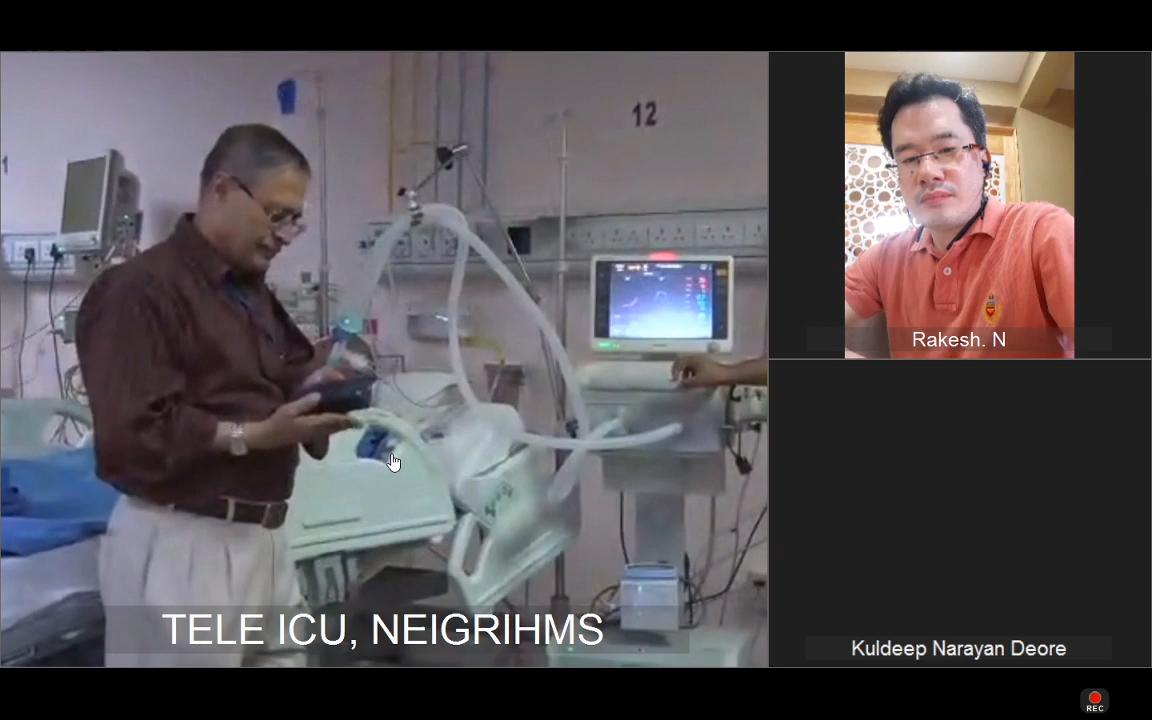 12
TELE ICU, NEIGRIHMS
Rakesh. N
Kuldeep Narayan Deore
REC